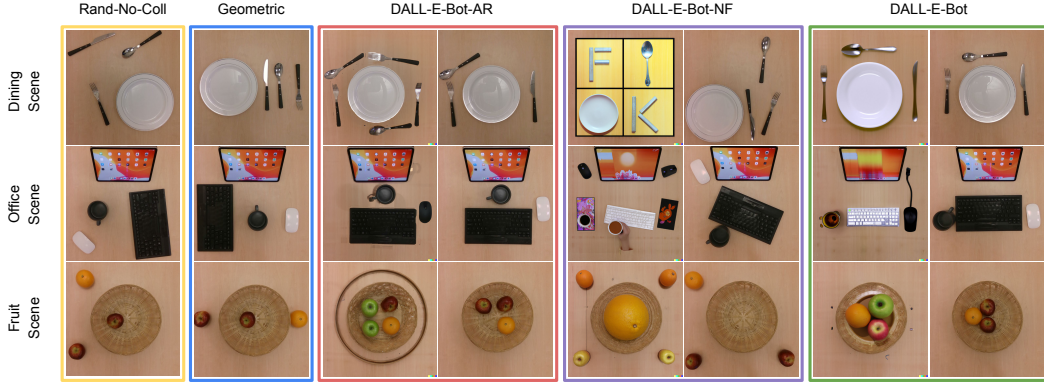 Rand-No-Coll
Geometric
DALL-E-Bot-AR
DALL-E-Bot-NF
DALL-E-Bot
Dining
Scene
F
O K
Office
Scene
Fruit
Scene